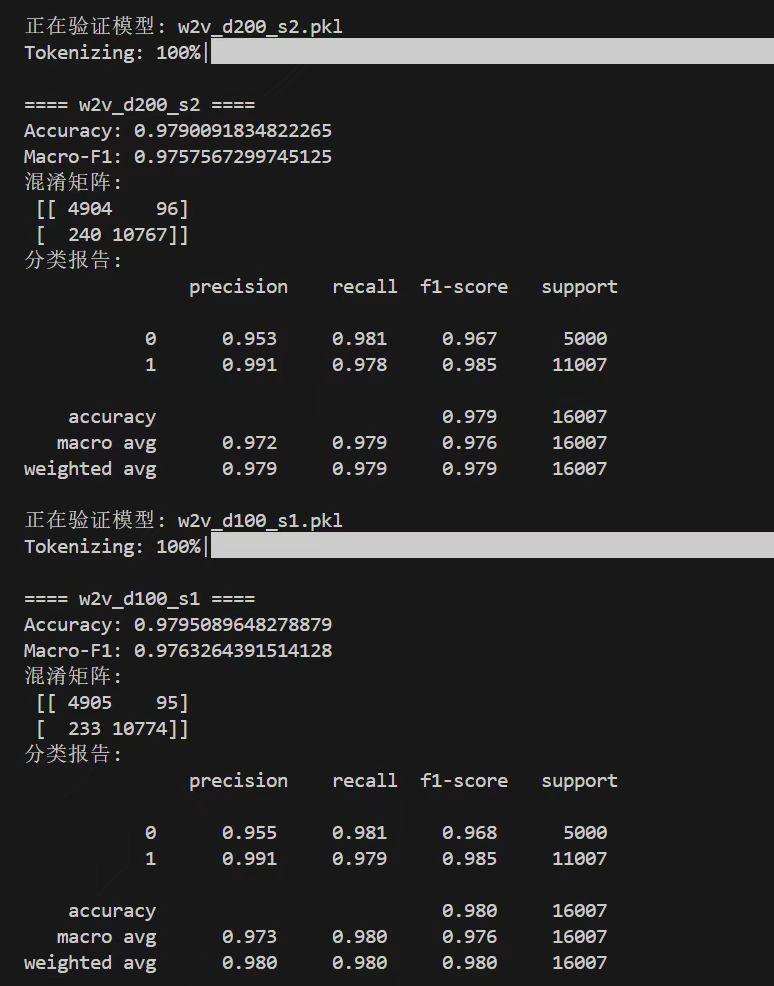 正在验证模型: w2v_d200_s2.pkl
Tokenizing: 100%|
==== w2v_d200_s2 ====
Accuracy: 0.9790091834822265
Macro-F1: 0.9757567299745125
混淆矩阵:
[[ 4904    96]
[  240 10767]]
分类报告:
precision    recall  f1-score   support
0      0.953     0.981     0.967      5000
1      0.991     0.978     0.985     11007
accuracy                          0.979     16007
macro avg      0.972     0.979     0.976     16007
weighted avg      0.979     0.979     0.979     16007
正在验证模型: w2v_d100_s1.pkl
Tokenizing: 100%|
==== w2v_d100_s1 ====
Accuracy: 0.9795089648278879
Macro-F1: 0.9763264391514128
混淆矩阵:
[[ 4905    95]
[  233 10774]]
分类报告:
precision    recall  f1-score   support
0      0.955     0.981     0.968      5000
1      0.991     0.979     0.985     11007
accuracy                          0.980     16007
macro avg      0.973     0.980     0.976     16007
weighted avg      0.980     0.980     0.980     16007